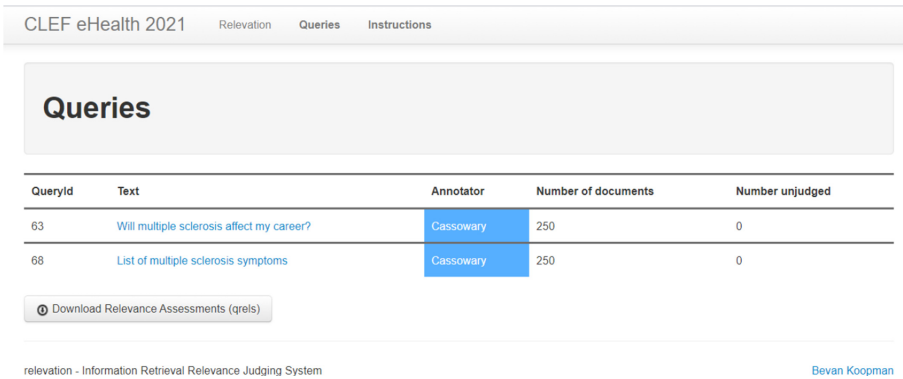 CLEF eHealth 2021 Relevation Queries Instructions
Queries
QueryId Text Annotator Number of documents Number unjudged
63 Will multiple sclerosis affect my career? Cassowary 250 0
68 List of multiple sclerosis symptoms Cassowary 250 0
Download Relevance Assessments (qrels)
relevation - Information Retrieval Relevance Judging System Bevan Koopman